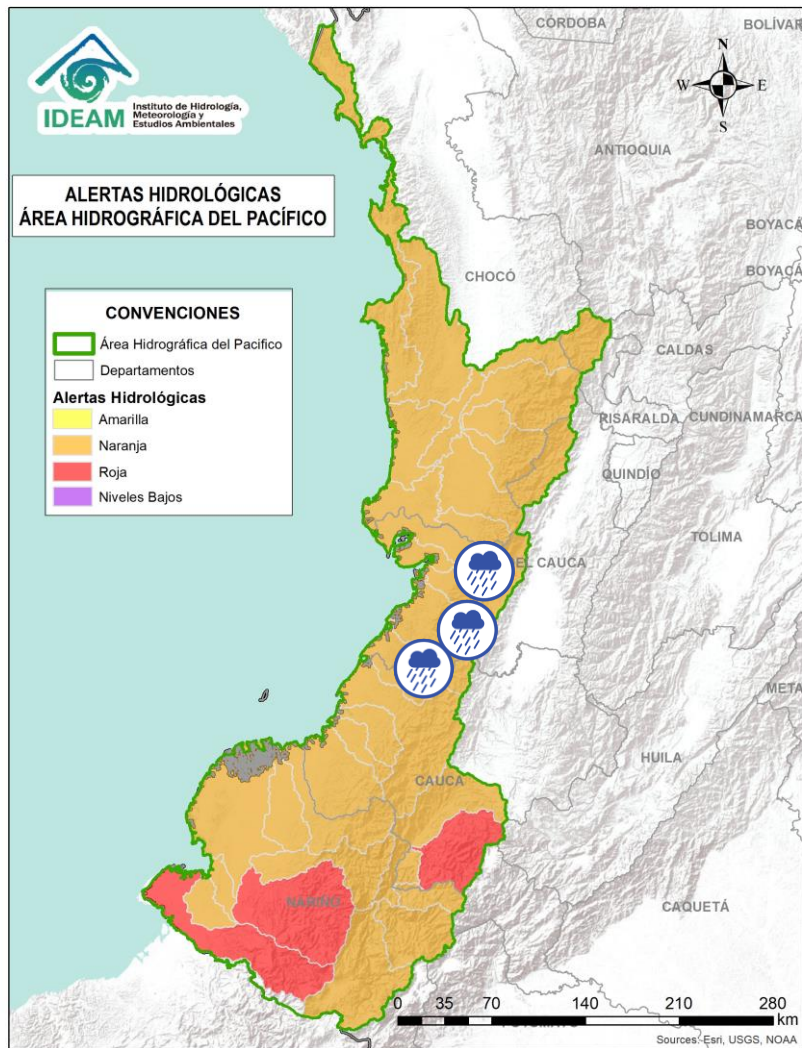 IDEAM
Instituto de Hidrología,
Meteorología y
Estudios Ambientales
ALERTAS HIDROLÓGICAS
ÁREA HIDROGRÁFICA DEL PACÍFICO
CONVENCIONES
Área Hidrográfica del Pacifico
Departamentos
Alertas Hidrológicas
Amarilla
Naranja
Roja
Niveles Bajos
N
W
E
S
CÓRDOBA
BOLÍVAR
ANTIOQUIA
BOYACÁ
BOYACÁ
CHOCÓ
CALDAS
RISARALDA
CUNDINAMARCA
QUINDÍO
TOLIMA
DEL CAUCA
META
HUILA
CAUCA
NARIÑO
CAQUETÁ
0 35 70 140 210 280
km
Sources: Esri, USGS, NOAA